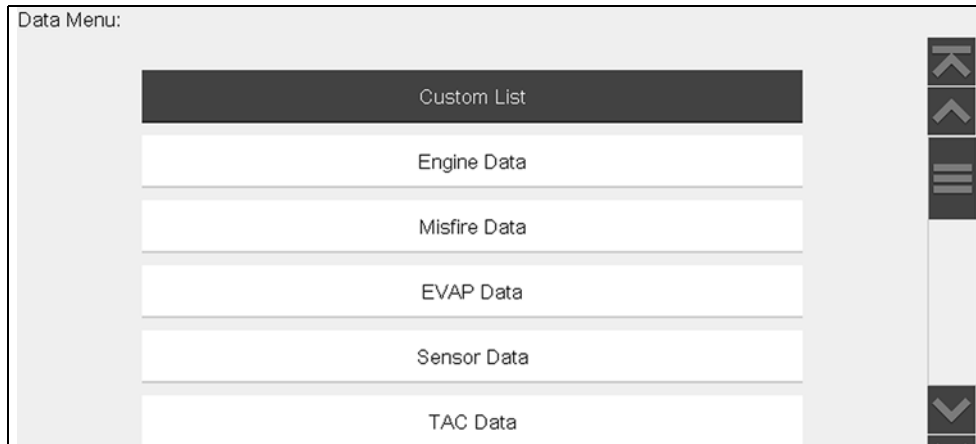 Data Menu:
Custom List
Engine Data
Misfire Data
EVAP Data
Sensor Data
TAC Data